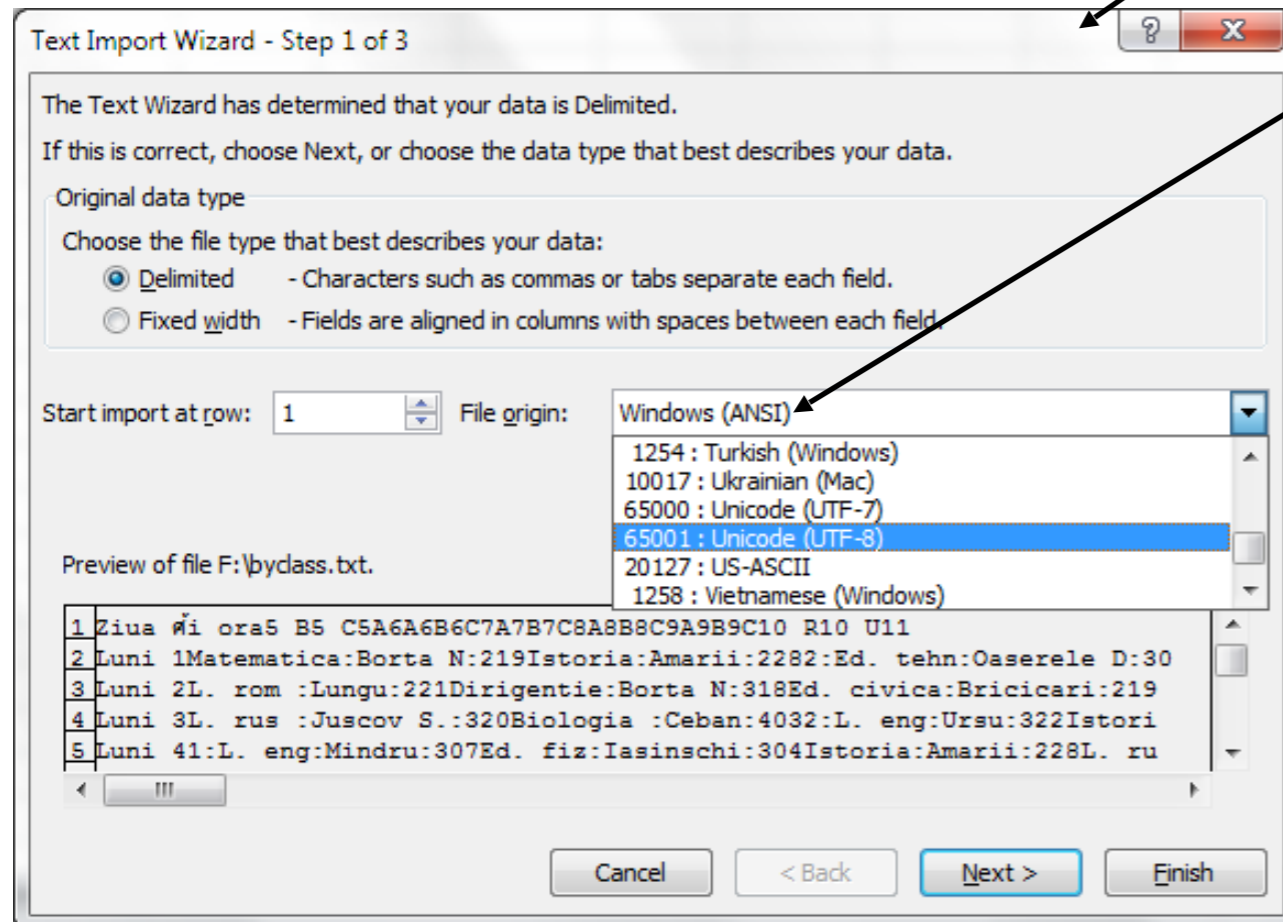 Text Import Wizard - Step 1 of 3
The Text Wizard has determined that your data is Delimited.
If this is correct, choose Next, or choose the data type that best describes your data.
Original data type
Choose the file type that best describes your data:
Delimited - Characters such as commas or tabs separate each field.
Fixed width - Fields are aligned in columns with spaces between each field.
Start import at row: 1 File origin: Windows (ANSI)
1254 : Turkish (Windows)
10017 : Ukrainian (Mac)
65000 : Unicode (UTF-7)
65001 : Unicode (UTF-8)
20127 : US-ASCII
1258 : Vietnamese (Windows)
Preview of file F:\byclass.txt.
1 Ziua ศ้i ora5 B5 C5A6A6B6C7A7B7C8A8B8C9A9B9C10 R10 U11
2 Luni 1Matematica:Borta N:219Istoria:Amarii:2282:Ed. tehn:Oaserele D:30
3 Luni 2L. rom :Lungu:221Dirigentie:Borta N:318Ed. civica:Bricicari:219
4 Luni 3L. rus :Juscov S.:320Biologia :Ceban:4032:L. eng:Ursu:322Istori
5 Luni 41:L. eng:Mindru:307Ed. fiz:Iasinschi:304Istoria:Amarii:228L. ru
Cancel < Back Next > Finish